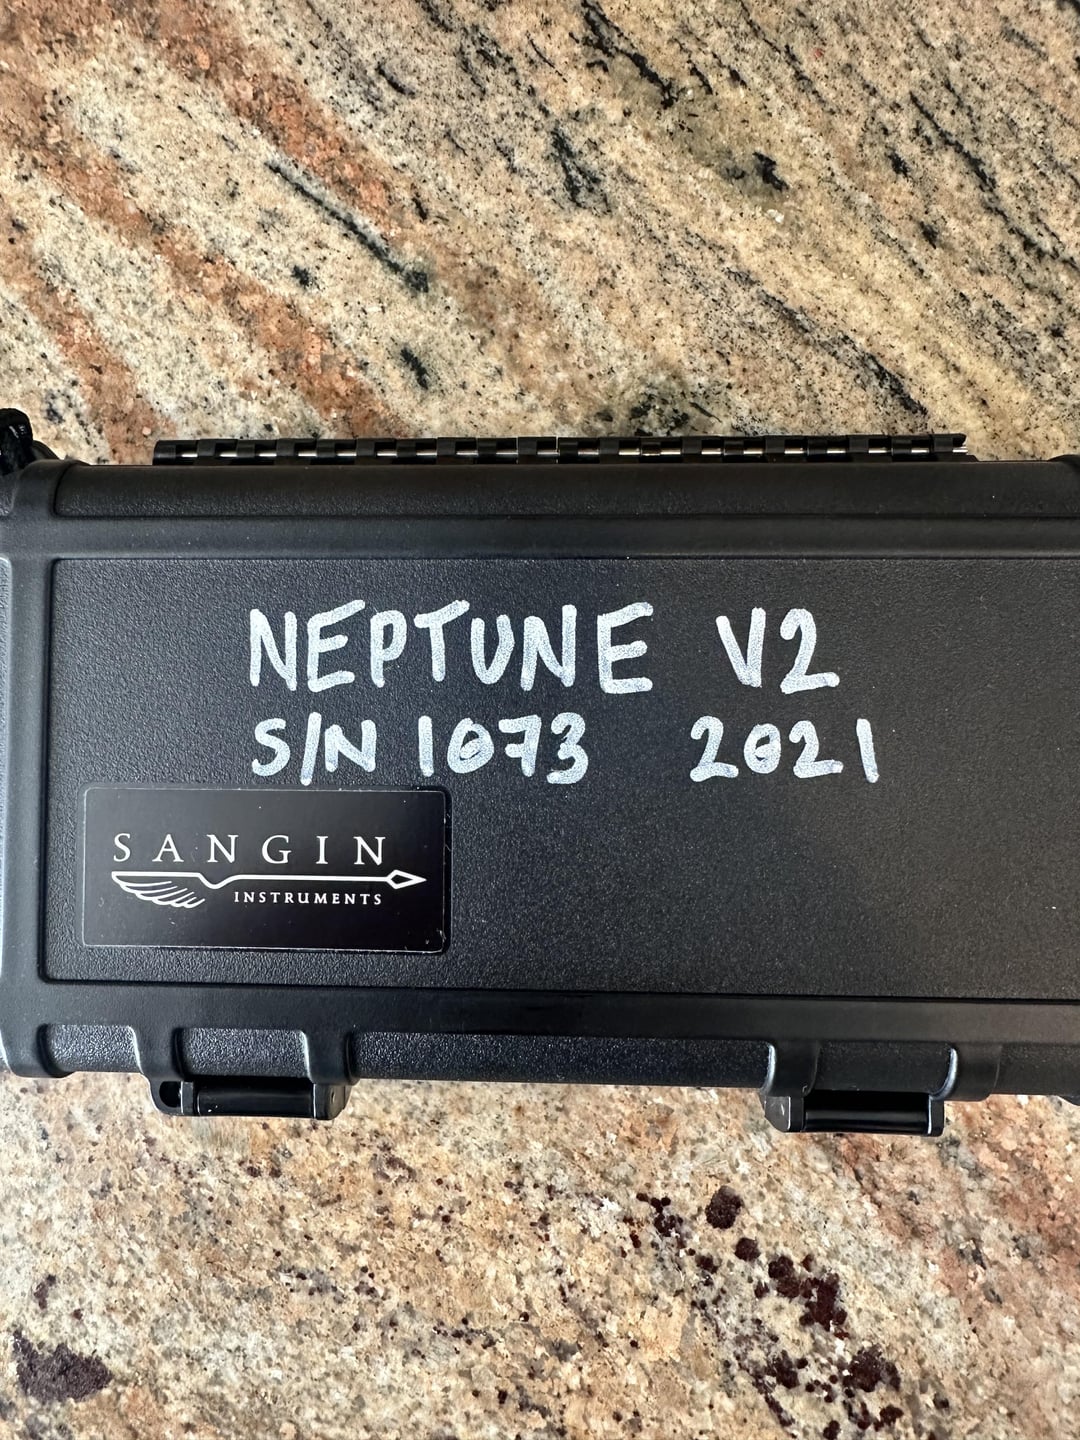 NEPTUNE V2
S/N 1073 2021
SANGIN
INSTRUMENTS